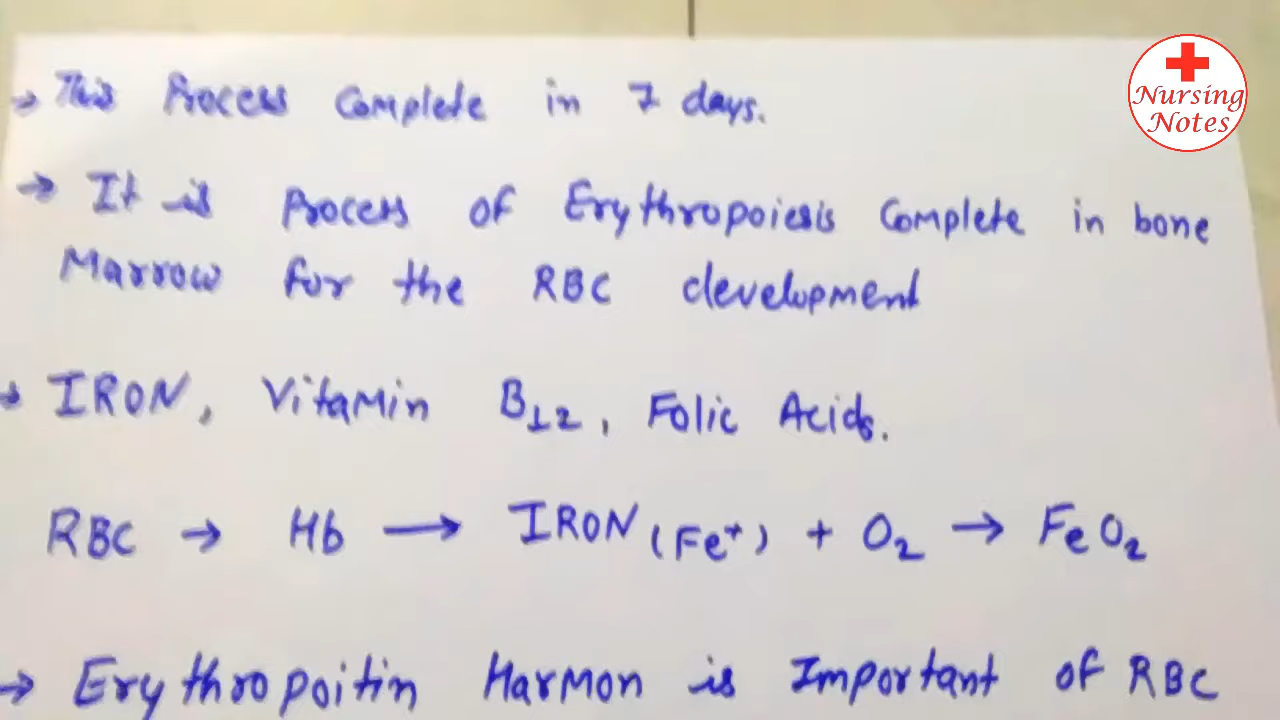 → This Process Complete in 7 days.
→ It is Process of Erythropoiesis Complete in bone
Marrow for the RBC development
→ IRON, Vitamin B12, Folic Acids.
RBC → Hb → IRON (Fe+) + O2 → FeO2
→ Erythropoitin Harmon is Important of RBC
Nursing
Notes